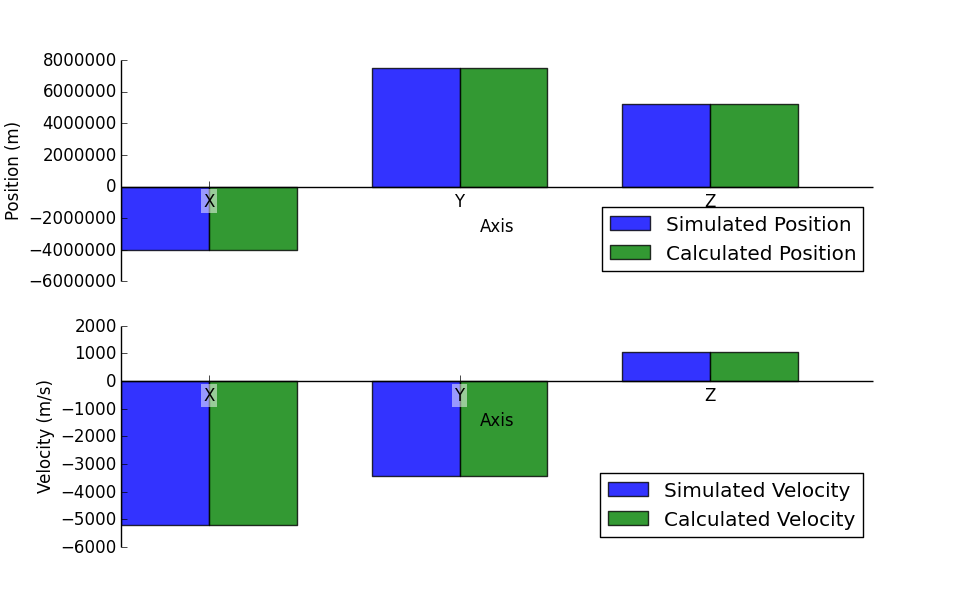 8000000
6000000
4000000
2000000
0
−2000000
−4000000
−6000000
Position (m)
X
Y
Z
Axis
Simulated Position
Calculated Position
2000
1000
0
−1000
−2000
−3000
−4000
−5000
−6000
Velocity (m/s)
X
Y
Z
Axis
Simulated Velocity
Calculated Velocity